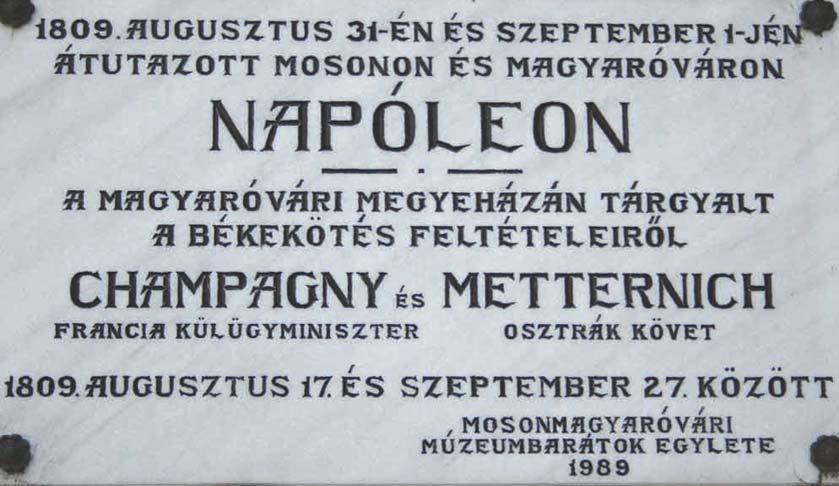 1809. AUGUSZTUS 31-ÉN ÉS SZEPTEMBER 1-JÉN
ÁTUTAZOTT MOSONON ÉS MAGYARÓVÁRON
NAPÓLEON
A MAGYARÓVÁRI MEGYEHÁZÁN TÁRGYALT
A BÉKEKÖTÉS FELTÉTELEIRŐL
CHAMPAGNY ÉS METTERNICH
FRANCIA KÜLÜGYMINISZTER OSZTRÁK KÖVET
1809. AUGUSZTUS 17. ÉS SZEPTEMBER 27. KÖZÖTT
MOSONMAGYARÓVÁRI
MÚZEUMBARÁTOK EGYLETE
1989